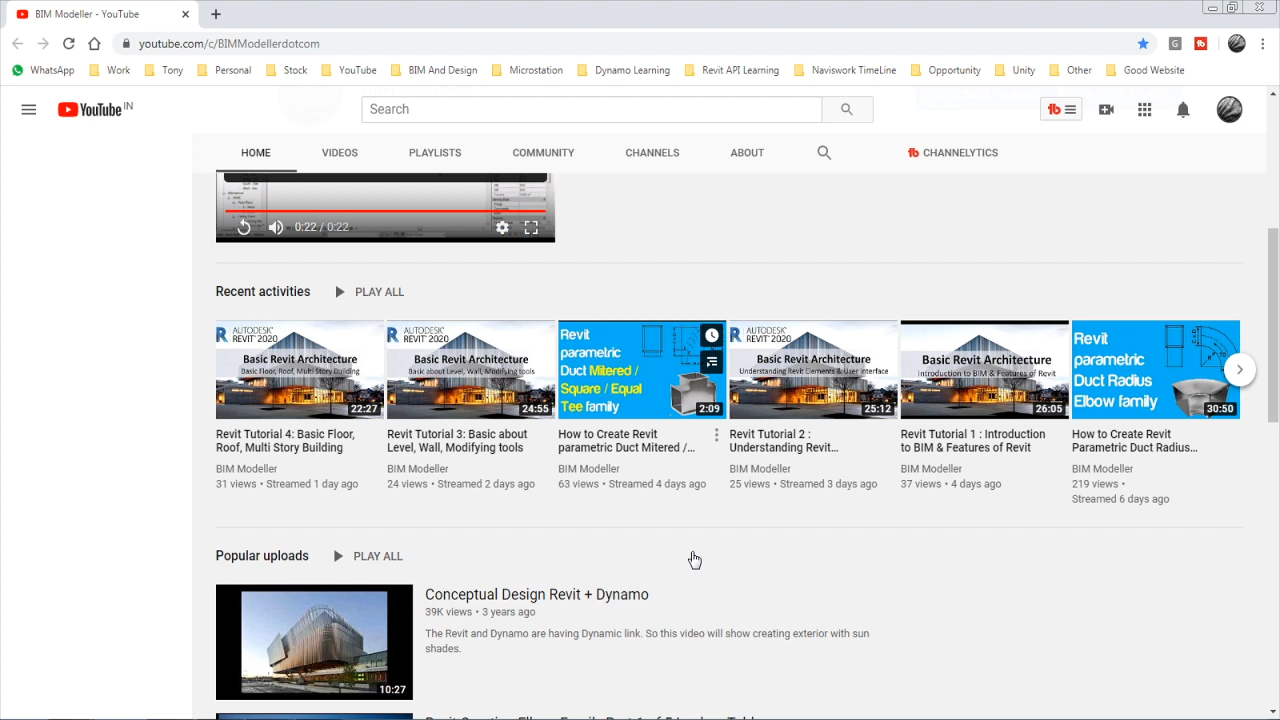 BIM Modeller - YouTube
youtube.com/c/BIMModellerdotcom
WhatsApp Work Tony Personal Stock YouTube BIM And Design Microstation Dynamo Learning Revit API Learning Naviswork TimeLine Opportunity Unity Other Good Website
YouTube IN
Search
HOME VIDEOS PLAYLISTS COMMUNITY CHANNELS ABOUT CHANNELYTICS
0:22 / 0:22
Recent activities PLAY ALL
R AUTODESK
REVIT 2020
Basic Revit Architecture
Basic Floor, Roof, Multi Story Building
22:27
Revit Tutorial 4: Basic Floor,
Roof, Multi Story Building
BIM Modeller
31 views • Streamed 1 day ago
R AUTODESK
REVIT 2020
Basic Revit Architecture
Basic about Level, Wall, Modifying tools
24:55
Revit Tutorial 3: Basic about
Level, Wall, Modifying tools
BIM Modeller
24 views • Streamed 2 days ago
Revit
parametric
Duct Mitered /
Square / Equal
Tee family
2:09
How to Create Revit
parametric Duct Mitered /...
BIM Modeller
63 views • Streamed 4 days ago
R AUTODESK
REVIT 2020
Basic Revit Architecture
Understanding Revit Elements & User Interface
25:12
Revit Tutorial 2 :
Understanding Revit...
BIM Modeller
25 views • Streamed 3 days ago
R AUTODESK
REVIT 2020
Basic Revit Architecture
Introduction to BIM & Features of Revit
26:05
Revit Tutorial 1 : Introduction
to BIM & Features of Revit
BIM Modeller
37 views • 4 days ago
Revit
parametric
Duct Radius
Elbow family
30:50
How to Create Revit
Parametric Duct Radius...
BIM Modeller
219 views •
Streamed 6 days ago
Popular uploads PLAY ALL
10:27
Conceptual Design Revit + Dynamo
39K views • 3 years ago
The Revit and Dynamo are having Dynamic link. So this video will show creating exterior with sun
shades.